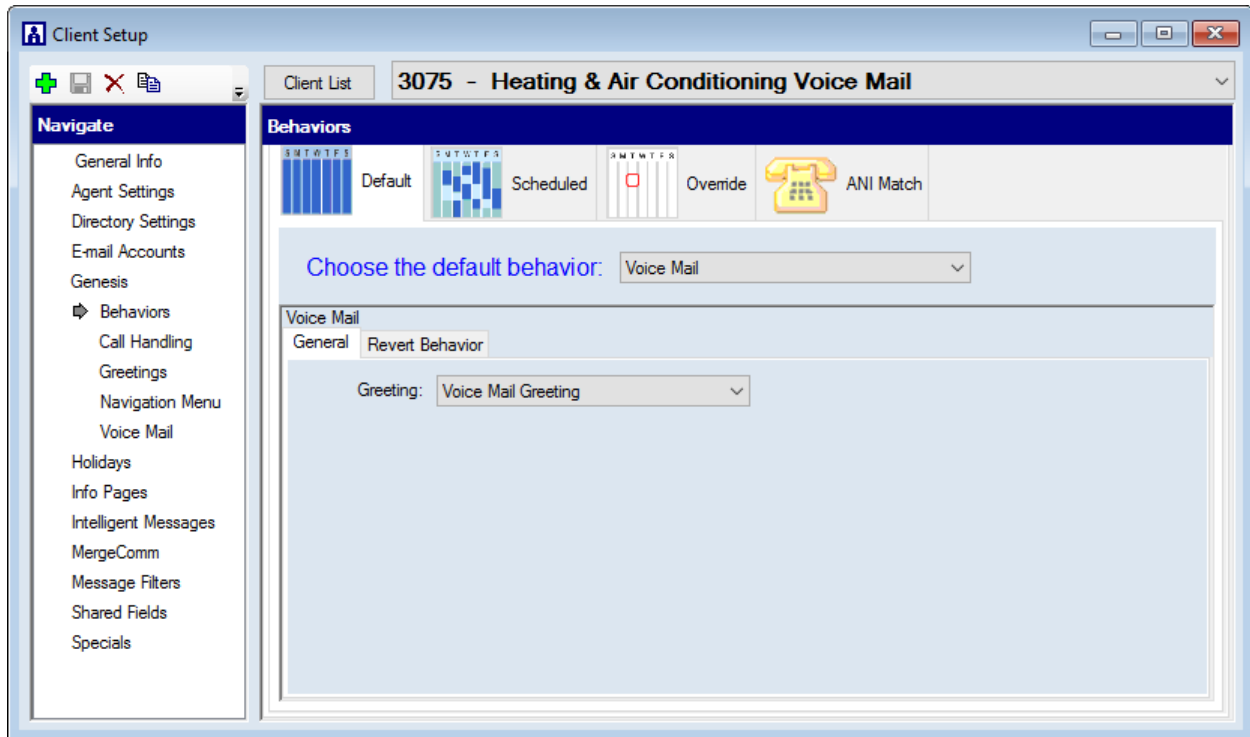 Client Setup
Client List
3075 - Heating & Air Conditioning Voice Mail
Navigate
General Info
Agent Settings
Directory Settings
E-mail Accounts
Genesis
Behaviors
Call Handling
Greetings
Navigation Menu
Voice Mail
Holidays
Info Pages
Intelligent Messages
MergeComm
Message Filters
Shared Fields
Specials
Behaviors
S M T W T F S
Default
S M T W T F S
Scheduled
S M T W T F S
Override
ANI Match
Choose the default behavior: Voice Mail
Voice Mail
General Revert Behavior
Greeting: Voice Mail Greeting